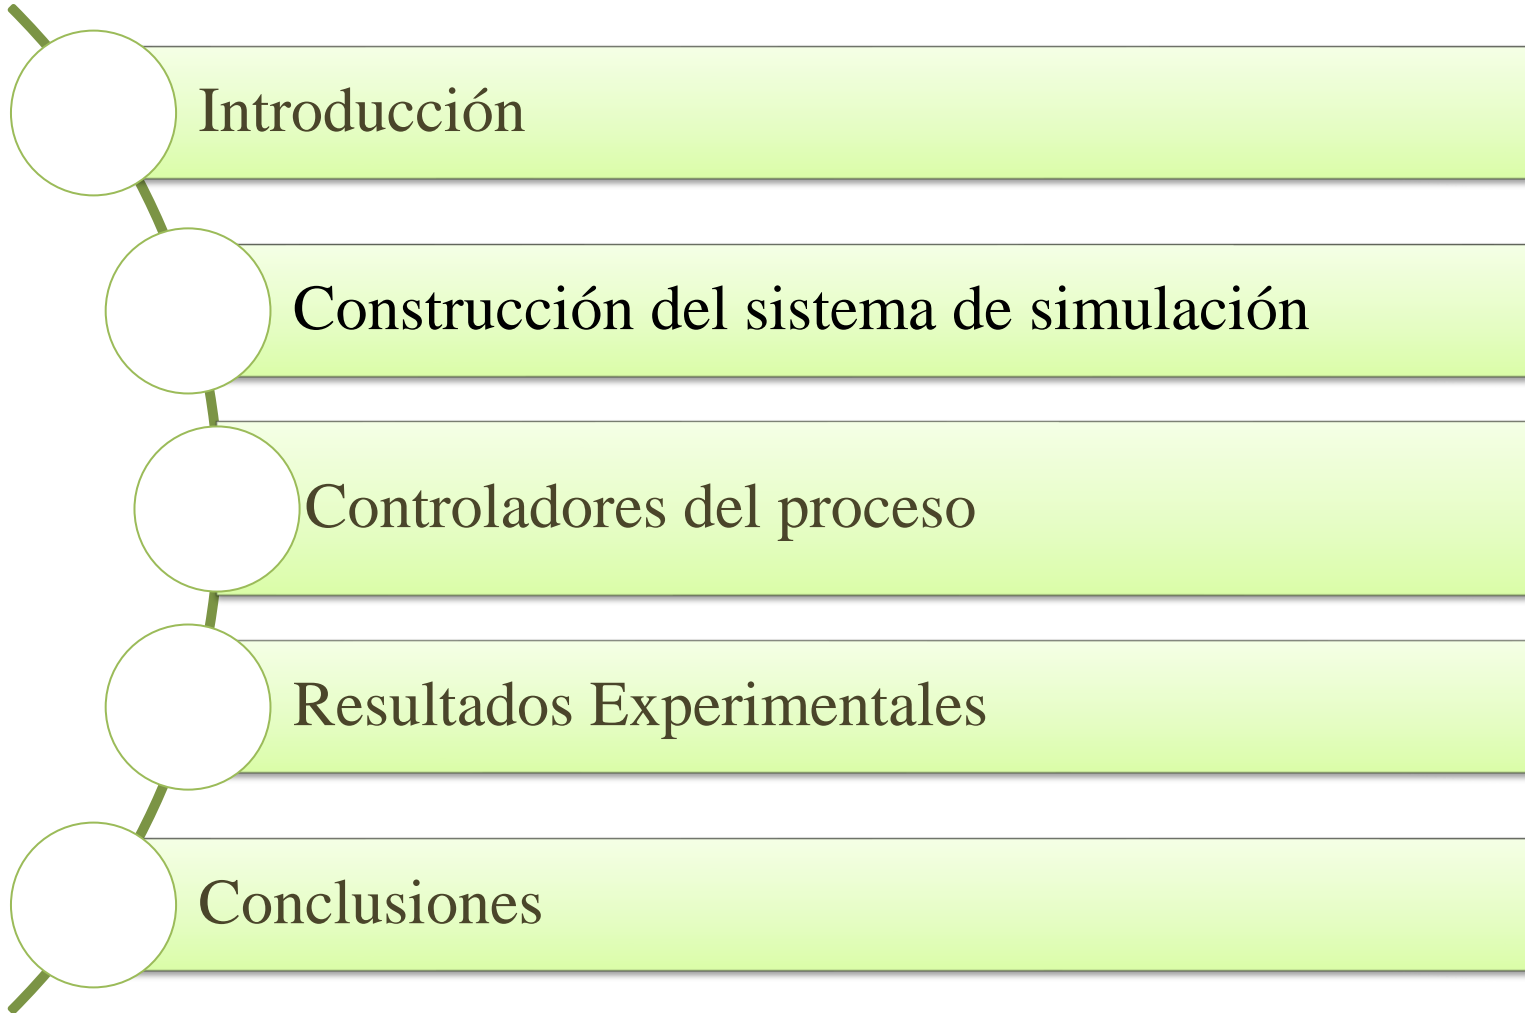 Introducción
Construcción del sistema de simulación
Controladores del proceso
Resultados Experimentales
Conclusiones